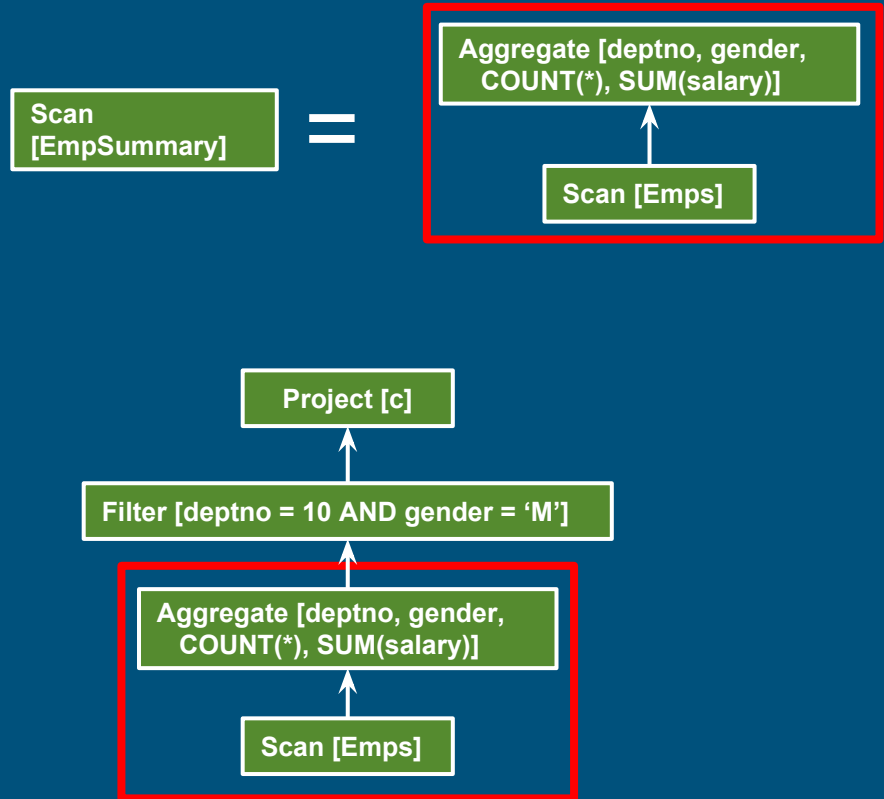 Aggregate [deptno, gender,
COUNT(*), SUM(salary)]
Scan
[EmpSummary]
=
Scan [Emps]
Project [c]
Filter [deptno = 10 AND gender = ‘M’]
Aggregate [deptno, gender,
COUNT(*), SUM(salary)]
Scan [Emps]